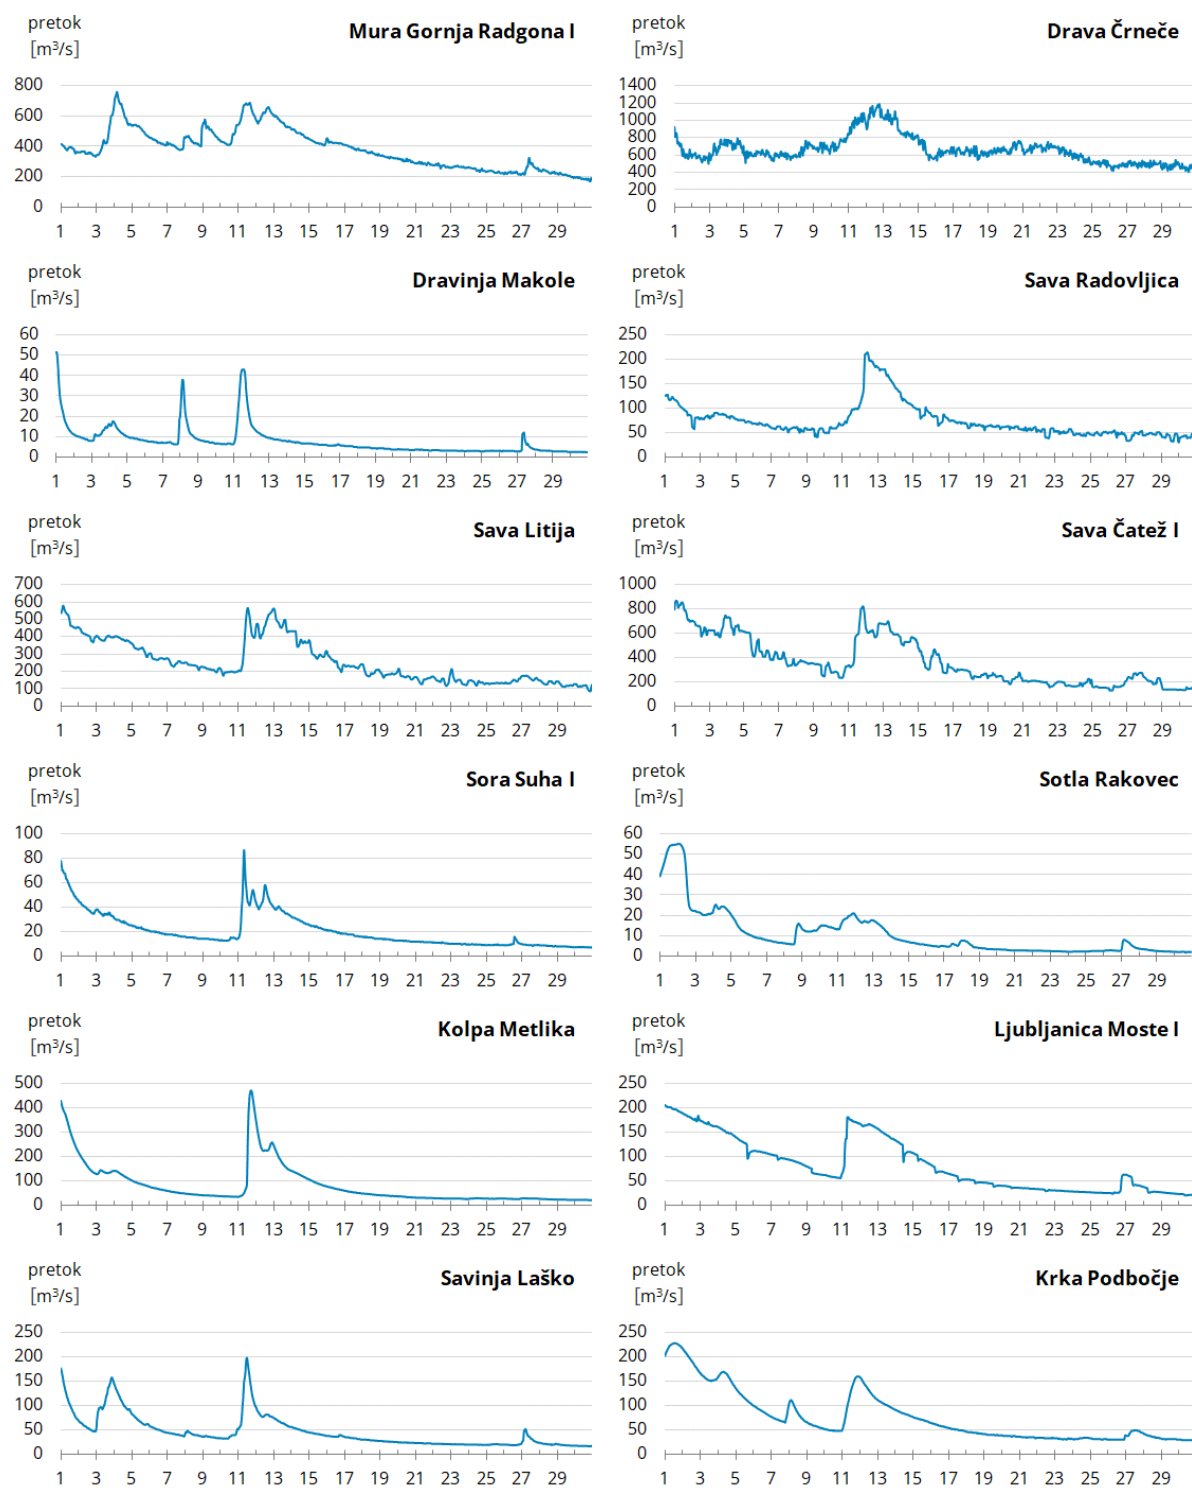 pretok
[m³/s]
Mura Gornja Radgona I
800
600
400
200
0
1 3 5 7 9 11 13 15 17 19 21 23 25 27 29
pretok
[m³/s]
Drava Črneče
1400
1200
1000
800
600
400
200
0
1 3 5 7 9 11 13 15 17 19 21 23 25 27 29
pretok
[m³/s]
Dravinja Makole
60
50
40
30
20
10
0
1 3 5 7 9 11 13 15 17 19 21 23 25 27 29
pretok
[m³/s]
Sava Radovljica
250
200
150
100
50
0
1 3 5 7 9 11 13 15 17 19 21 23 25 27 29
pretok
[m³/s]
Sava Litija
700
600
500
400
300
200
100
0
1 3 5 7 9 11 13 15 17 19 21 23 25 27 29
pretok
[m³/s]
Sava Čatež I
1000
800
600
400
200
0
1 3 5 7 9 11 13 15 17 19 21 23 25 27 29
pretok
[m³/s]
Sora Suha I
100
80
60
40
20
0
1 3 5 7 9 11 13 15 17 19 21 23 25 27 29
pretok
[m³/s]
Sotla Rakovec
60
50
40
30
20
10
0
1 3 5 7 9 11 13 15 17 19 21 23 25 27 29
pretok
[m³/s]
Kolpa Metlika
500
400
300
200
100
0
1 3 5 7 9 11 13 15 17 19 21 23 25 27 29
pretok
[m³/s]
Ljubljanica Moste I
250
200
150
100
50
0
1 3 5 7 9 11 13 15 17 19 21 23 25 27 29
pretok
[m³/s]
Savinja Laško
250
200
150
100
50
0
1 3 5 7 9 11 13 15 17 19 21 23 25 27 29
pretok
[m³/s]
Krka Podbočje
250
200
150
100
50
0
1 3 5 7 9 11 13 15 17 19 21 23 25 27 29